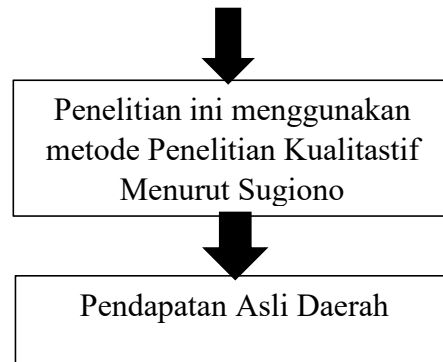 Penelitian ini menggunakan
metode Penelitian Kualitastif
Menurut Sugiono
Pendapatan Asli Daerah